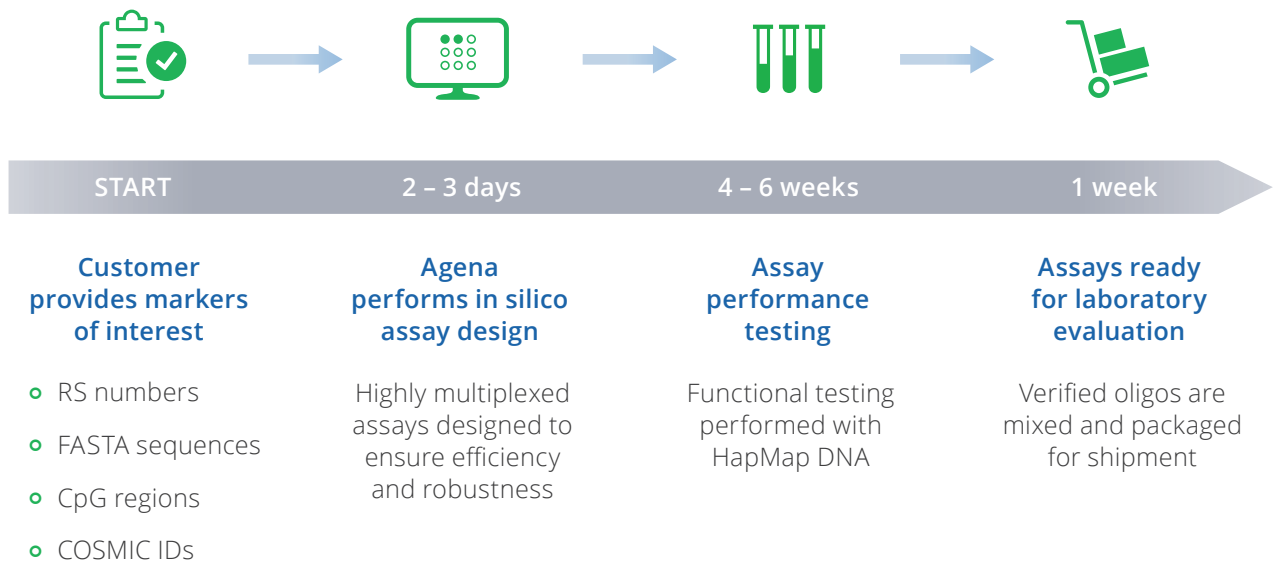 START
2 – 3 days
4 – 6 weeks
1 week
Customer
provides markers
of interest
RS numbers
FASTA sequences
CpG regions
COSMIC IDs
Agena
performs in silico
assay design
Highly multiplexed
assays designed to
ensure efficiency
and robustness
Assay
performance
testing
Functional testing
performed with
HapMap DNA
Assays ready
for laboratory
evaluation
Verified oligos are
mixed and packaged
for shipment